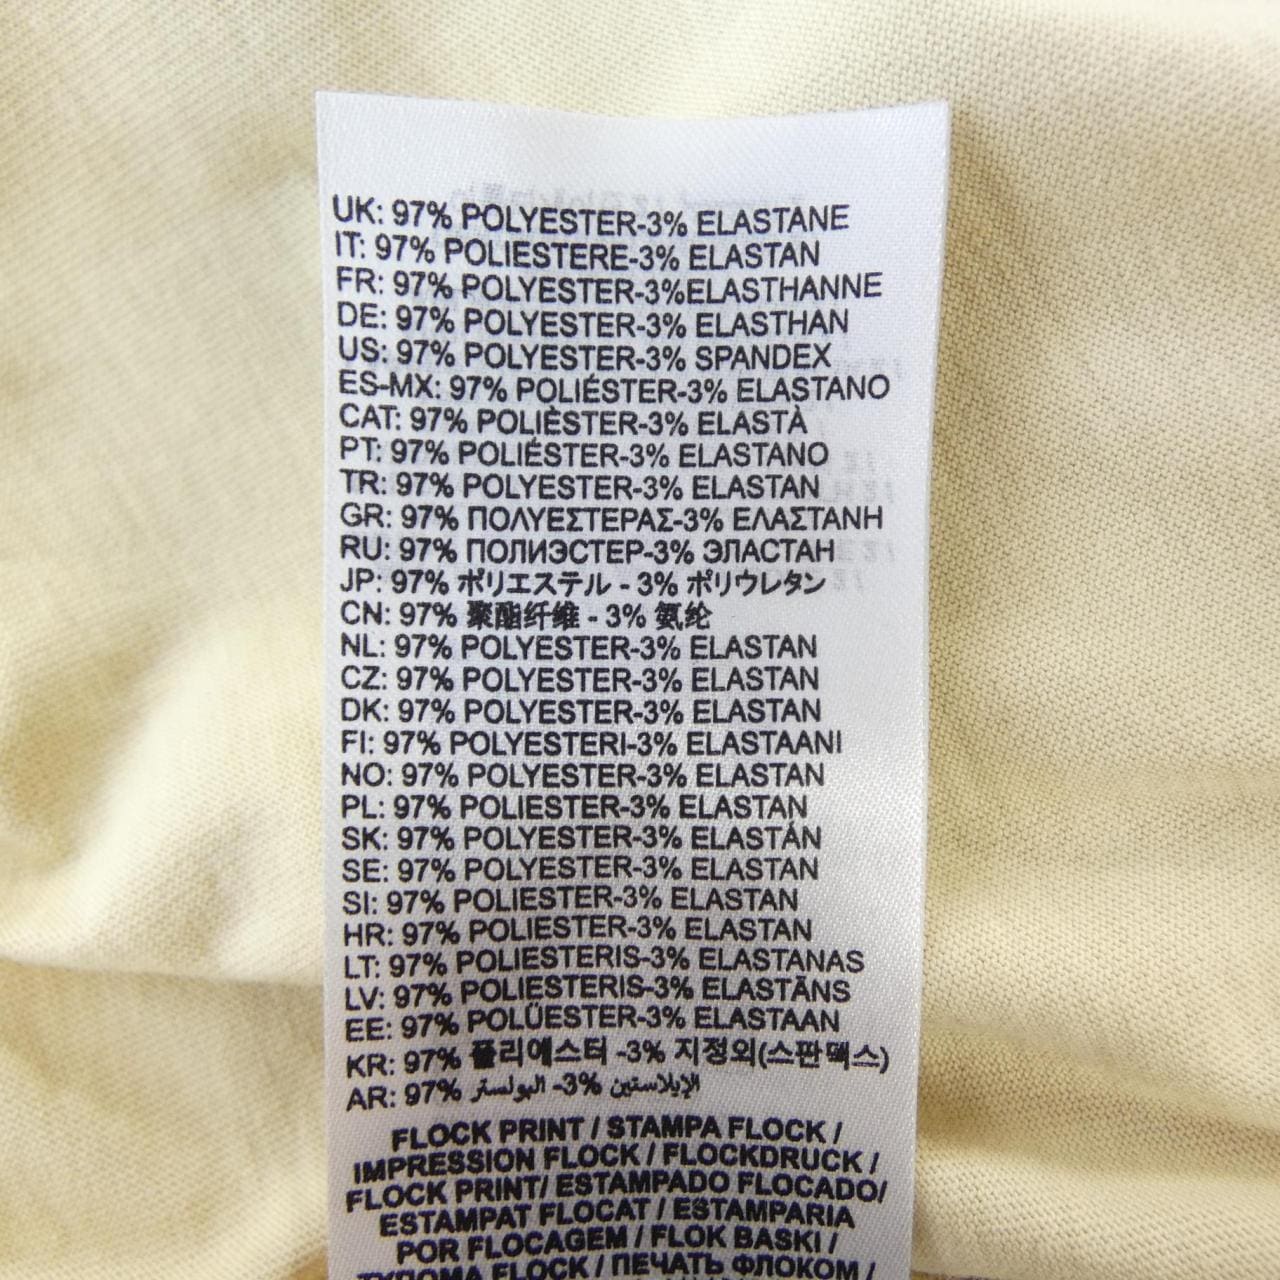 UK: 97% POLYESTER-3% ELASTANE
IT: 97% POLIESTERE-3% ELASTAN
FR: 97% POLYESTER-3%ELASTHANNE
DE: 97% POLYESTER-3% ELASTHAN
US: 97% POLYESTER-3% SPANDEX
ES-MX: 97% POLIÉSTER-3% ELASTANO
CAT: 97% POLIÈSTER-3% ELASTÀ
PT: 97% POLIÉSTER-3% ELASTANO
TR: 97% POLYESTER-3% ELASTAN
GR: 97% ΠΟΛΥΕΣΤΕΡΑΣ-3% ΕΛΑΣΤΑΝΗ
RU: 97% ПОЛИЭСТЕР-3% ЭЛАСТАН
JP: 97% ポリエステル - 3% ポリウレタン
CN: 97% 聚酯纤维 - 3% 氨纶
NL: 97% POLYESTER-3% ELASTAN
CZ: 97% POLYESTER-3% ELASTAN
DK: 97% POLYESTER-3% ELASTAN
FI: 97% POLYESTERI-3% ELASTAANI
NO: 97% POLYESTER-3% ELASTAN
PL: 97% POLIESTER-3% ELASTAN
SK: 97% POLYESTER-3% ELASTÁN
SE: 97% POLYESTER-3% ELASTAN
SI: 97% POLIESTER-3% ELASTAN
HR: 97% POLIESTER-3% ELASTAN
LT: 97% POLIESTERIS-3% ELASTANAS
LV: 97% POLIESTERIS-3% ELASTĀNS
EE: 97% POLÜESTER-3% ELASTAAN
KR: 97% 폴리에스터 -3% 지정외(스판덱스)
AR: 97% البولستر -3% الإيلاستين
FLOCK PRINT / STAMPA FLOCK /
IMPRESSION FLOCK / FLOCKDRUCK /
FLOCK PRINT/ ESTAMPADO FLOCADO/
ESTAMPAT FLOCAT / ESTAMPARIA
POR FLOCAGEM / FLOK BASKI /
FLOCK / ПЕЧАТЬ ФЛОКОМ /